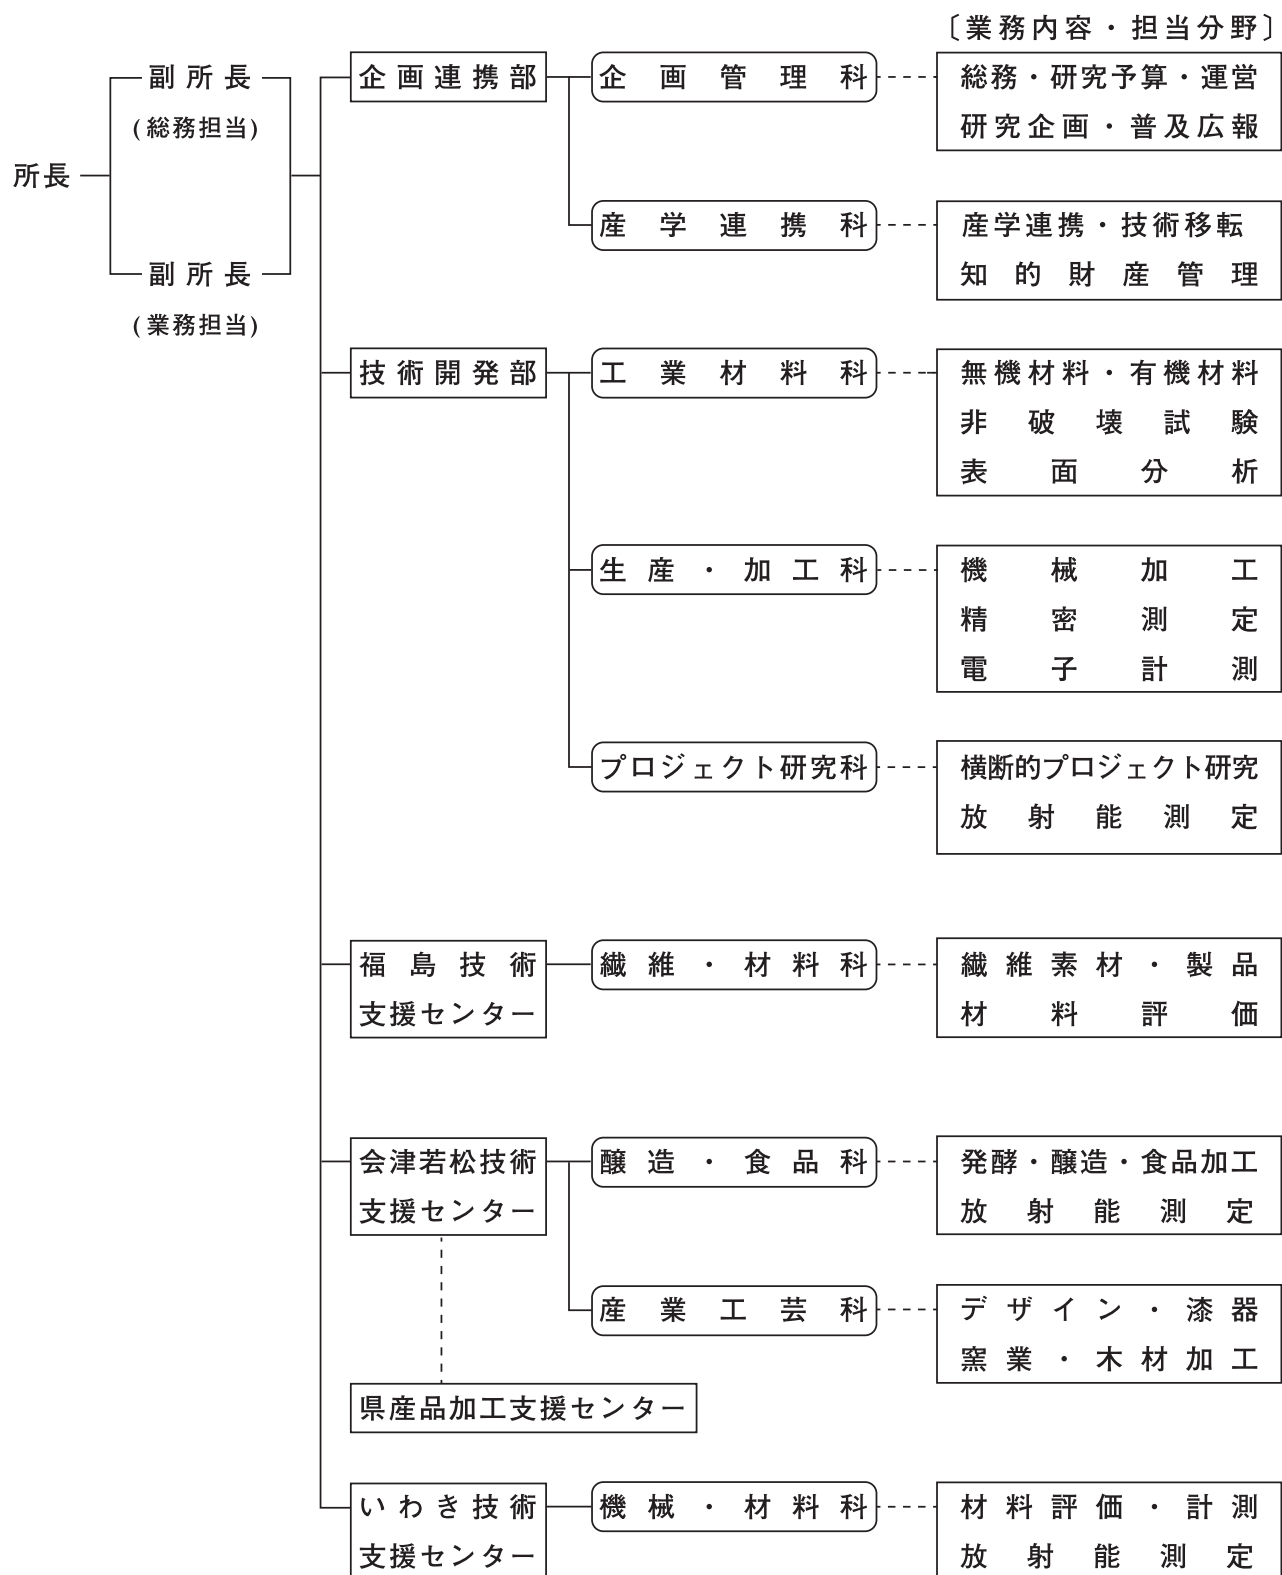 〔業務内容・担当分野〕
所長
副所長
(総務担当)
副所長
(業務担当)
企画連携部
企画管理科
総務・研究予算・運営
研究企画・普及広報
産学連携科
産学連携・技術移転
知的財産管理
技術開発部
工業材料科
無機材料・有機材料
非破壊試験
表面分析
生産・加工科
機械加工
精密測定
電子計測
プロジェクト研究科
横断的プロジェクト研究
放射能測定
福島技術
支援センター
繊維・材料科
繊維素材・製品
材料評価
会津若松技術
支援センター
醸造・食品科
発酵・醸造・食品加工
放射能測定
産業工芸科
デザイン・漆器
窯業・木材加工
県産品加工支援センター
いわき技術
支援センター
機械・材料科
材料評価・計測
放射能測定